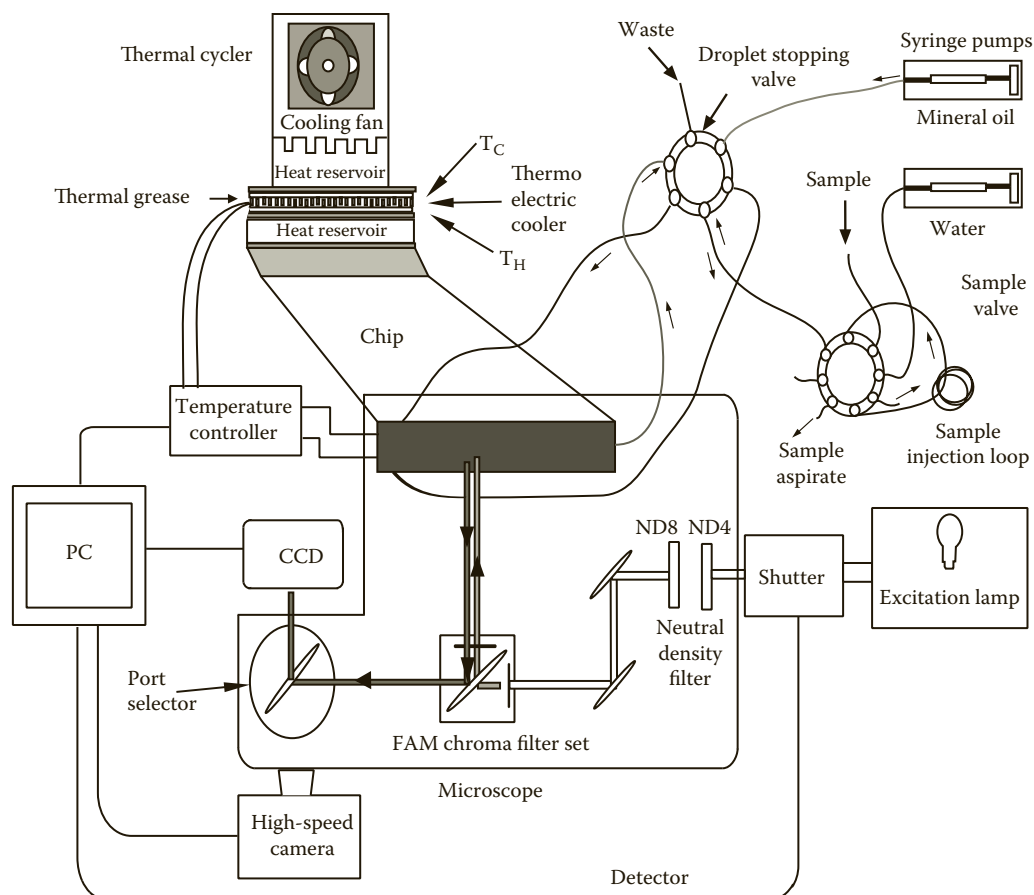 Thermal cycler
Cooling fan
Heat reservoir
Thermal grease
Heat reservoir
T_C
Thermo
electric
cooler
T_H
Waste
Droplet stopping
valve
Syringe pumps
Mineral oil
Sample
Water
Sample
valve
Chip
Temperature
controller
Sample
aspirate
Sample
injection loop
PC
CCD
ND8
ND4
Shutter
Excitation lamp
Neutral
density
filter
Port
selector
FAM chroma filter set
Microscope
High-speed
camera
Detector